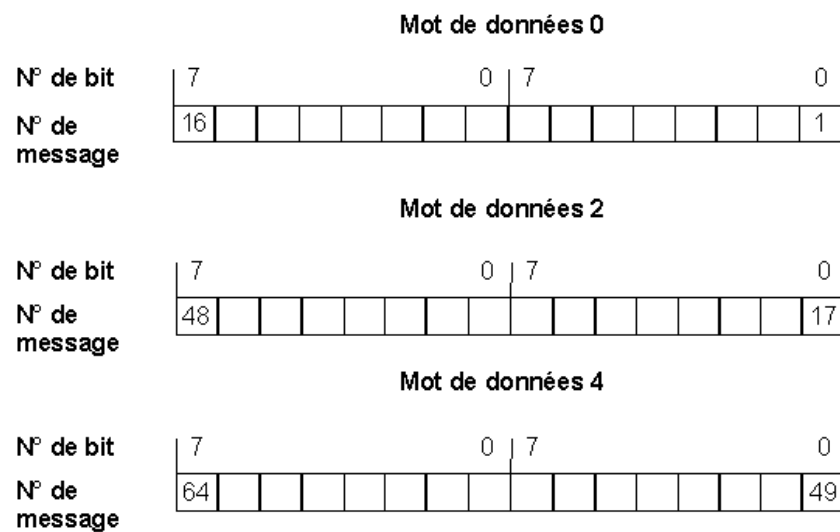 Mot de données 0
N° de bit 7 0 7 0
N° de message 16 1
Mot de données 2
N° de bit 7 0 7 0
N° de message 48 17
Mot de données 4
N° de bit 7 0 7 0
N° de message 64 49